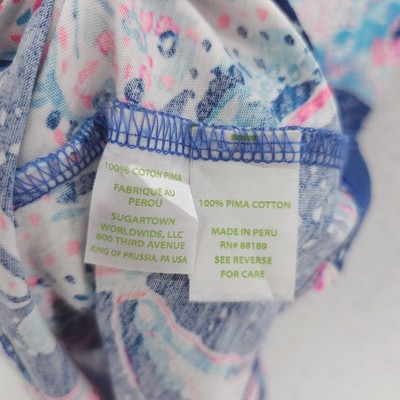 100% COTON PIMA
FABRIQUE AU
PEROU
SUGARTOWN
WORLDWIDE, LLC
800 THIRD AVENUE
KING OF PRUSSIA, PA USA
100% PIMA COTTON
MADE IN PERU
RN# 88189
SEE REVERSE
FOR CARE